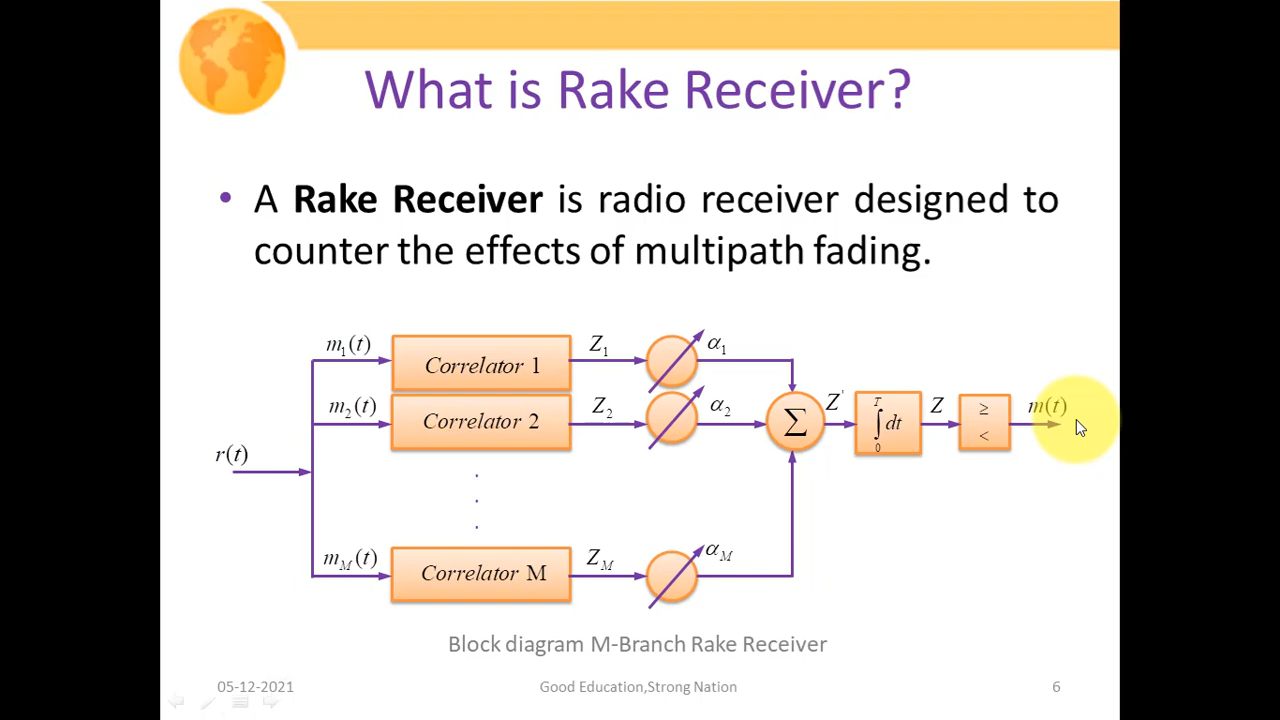 What is Rake Receiver?
• A Rake Receiver is radio receiver designed to
counter the effects of multipath fading.
m₁(t) Correlator 1 Z₁ α₁
m₂(t) Correlator 2 Z₂ α₂ Σ Z' ∫₀ᵀ dt Z ≥ < m(t)
r(t)
m_M(t) Correlator M Z_M α_M
Block diagram M-Branch Rake Receiver
05-12-2021 Good Education,Strong Nation 6